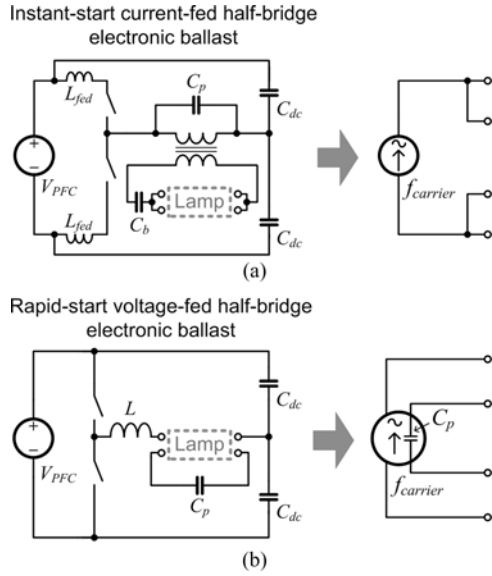 Instant-start current-fed half-bridge
electronic ballast
L_fed
C_p
C_dc
V_PFC
+
−
L_fed
C_b
Lamp
C_dc
~
f_carrier
(a)
Rapid-start voltage-fed half-bridge
electronic ballast
L
C_dc
V_PFC
+
−
Lamp
C_p
C_dc
~
C_p
f_carrier
(b)